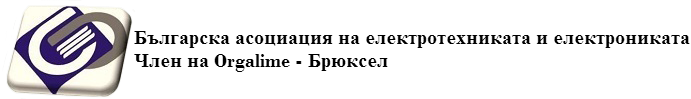 Българска асоциация на електротехниката и електрониката
Член на Orgalime - Брюксел